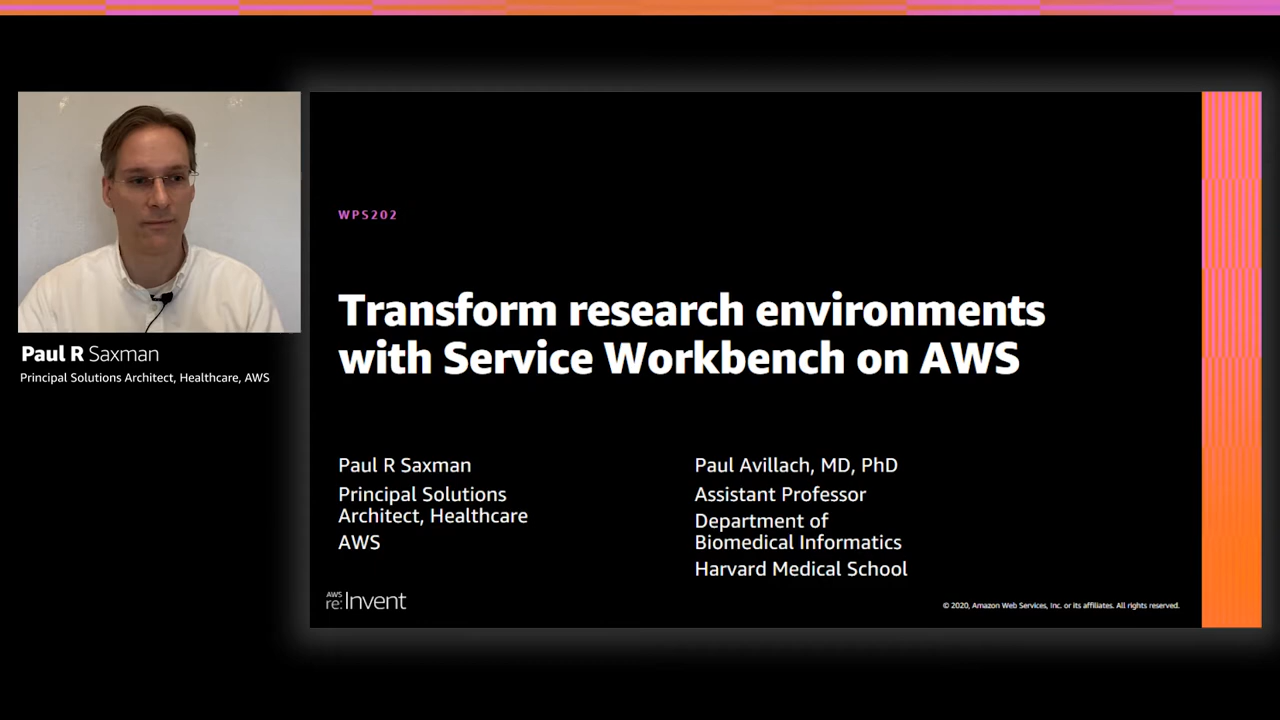 Paul R Saxman
Principal Solutions Architect, Healthcare, AWS
WPS202
Transform research environments
with Service Workbench on AWS
Paul R Saxman
Principal Solutions
Architect, Healthcare
AWS
Paul Avillach, MD, PhD
Assistant Professor
Department of
Biomedical Informatics
Harvard Medical School
AWS
re:Invent
© 2020, Amazon Web Services, Inc. or its affiliates. All rights reserved.